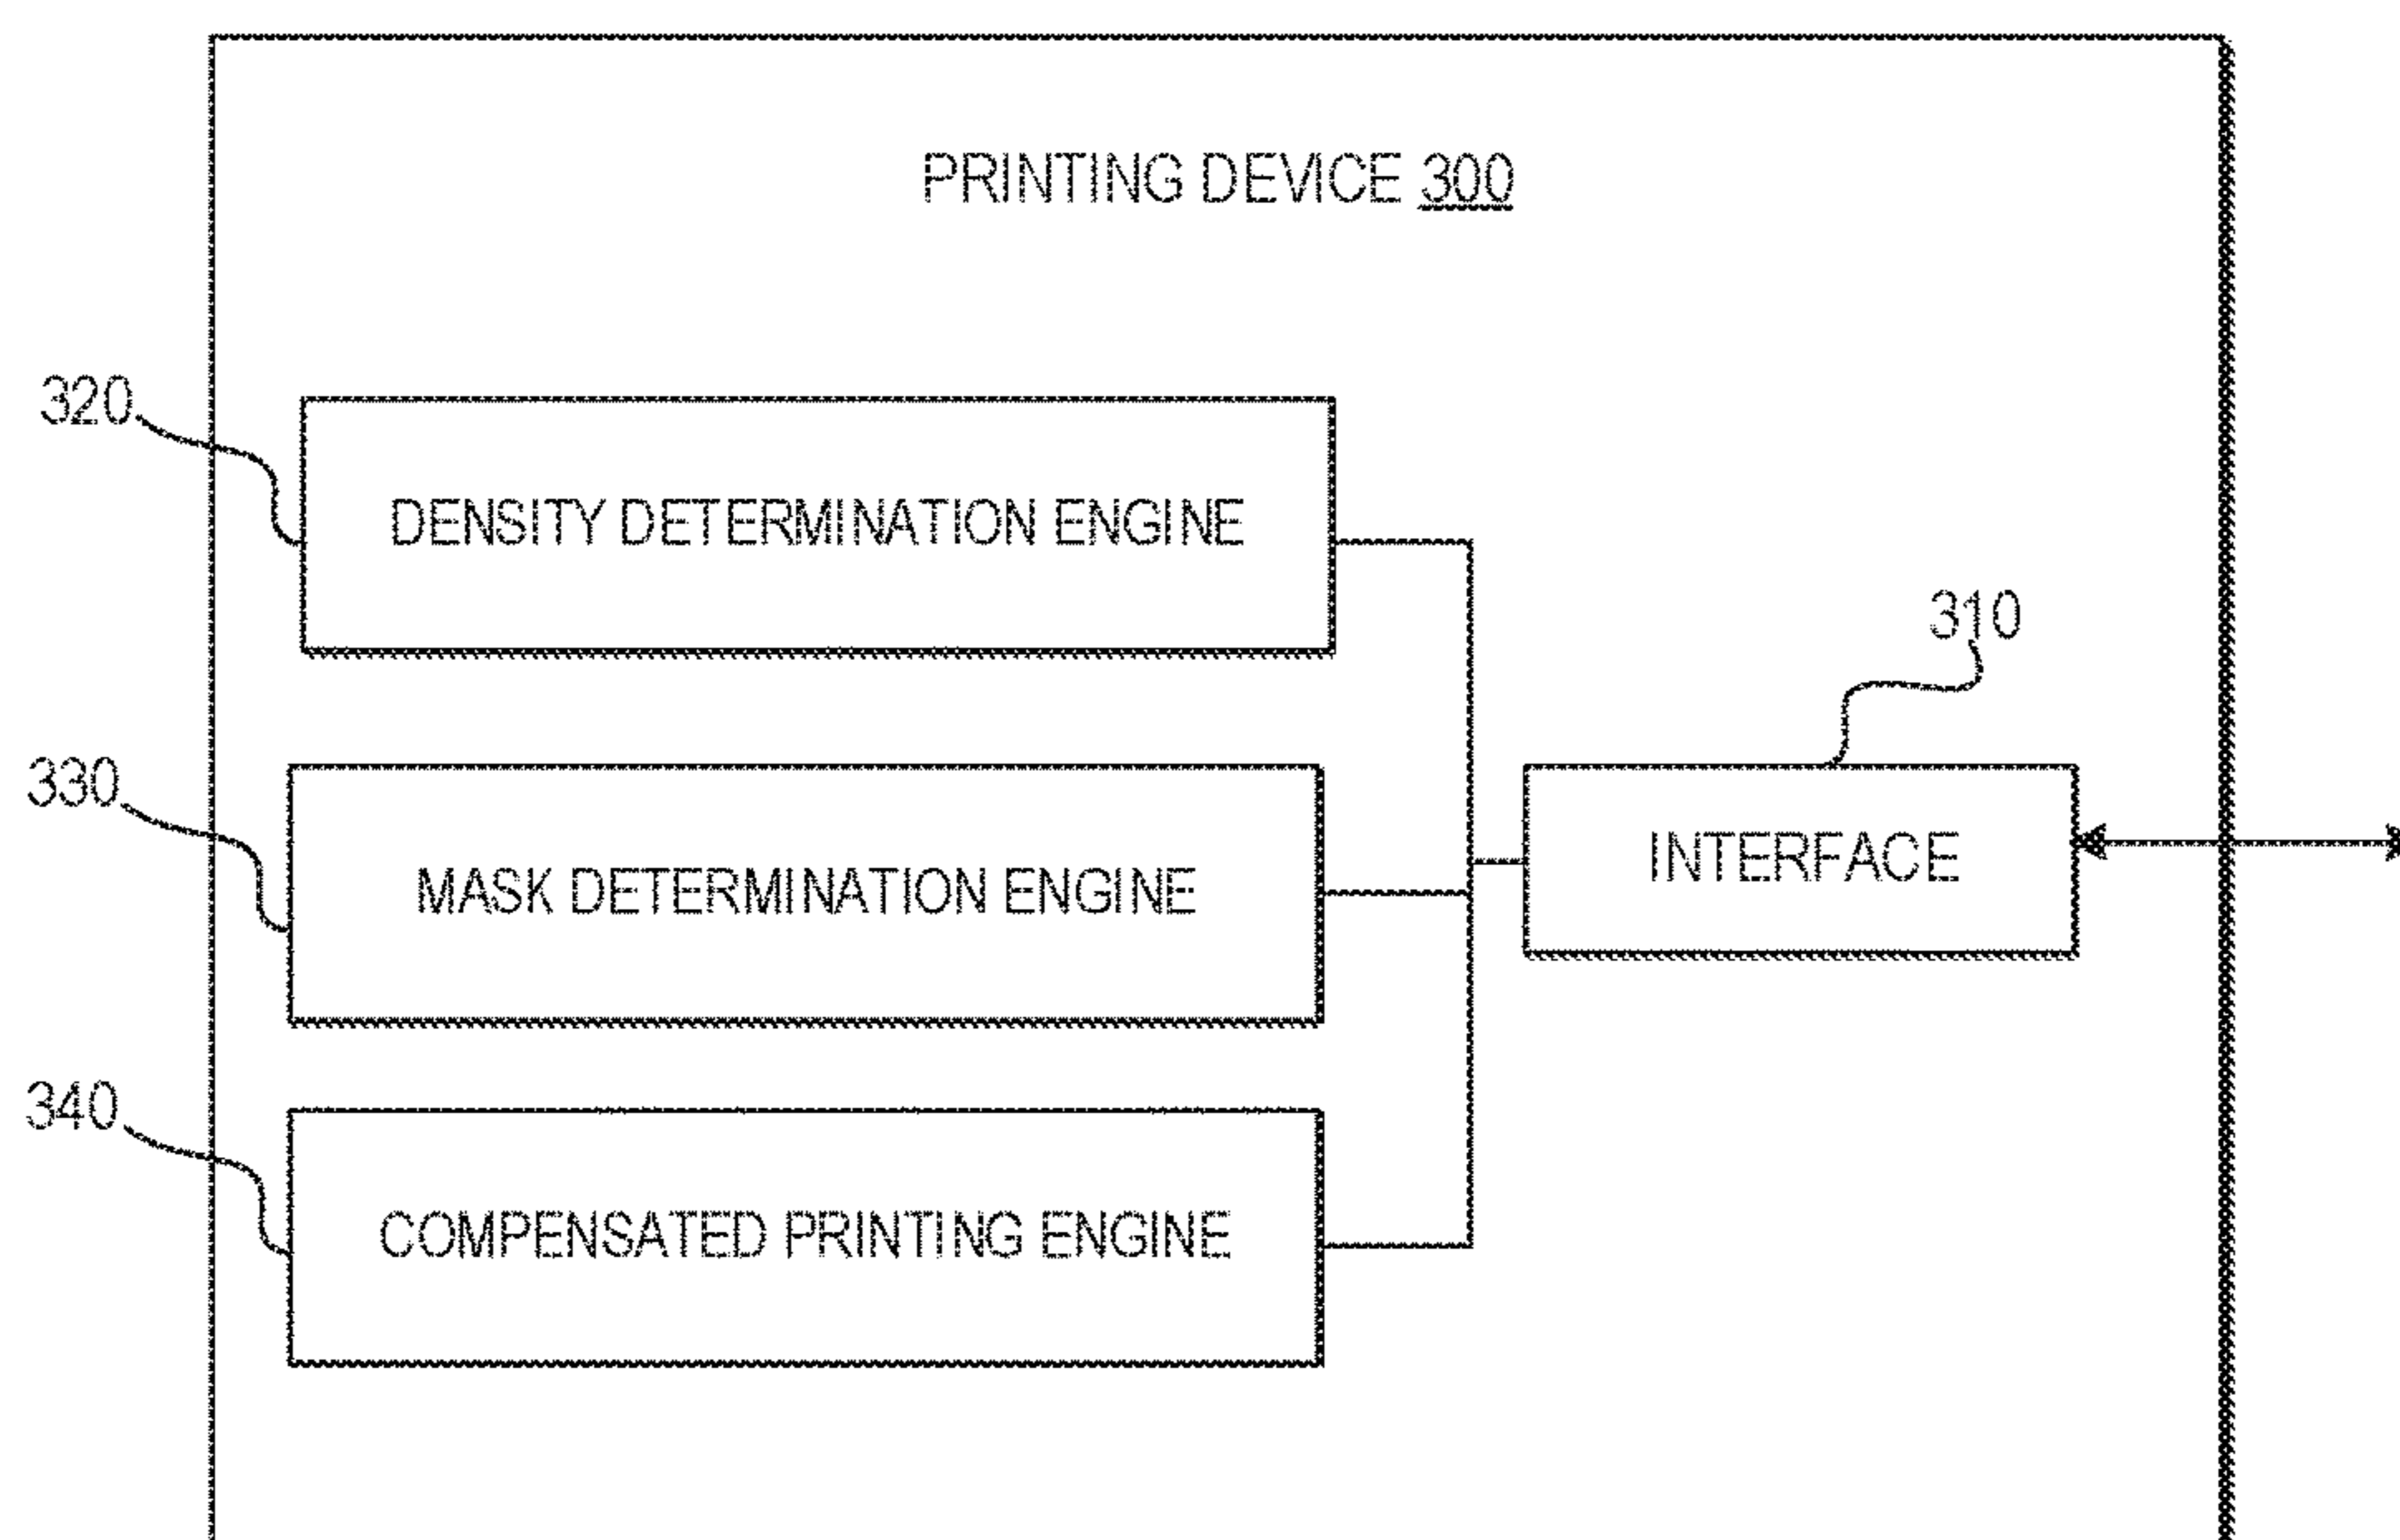 PRINTING DEVICE 300
320
DENSITY DETERMINATION ENGINE
310
330
INTERFACE
MASK DETERMINATION ENGINE
340
COMPENSATED PRINTING ENGINE